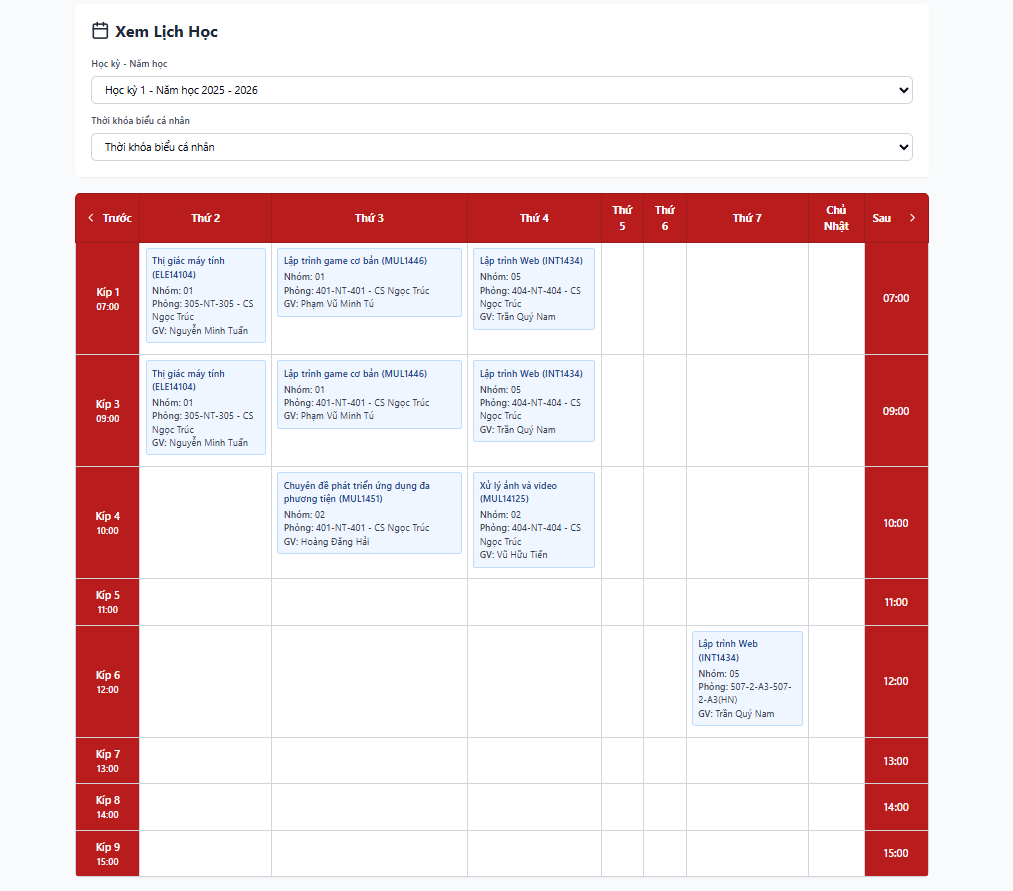 Xem Lịch Học
Học kỳ - Năm học
Học kỳ 1 - Năm học 2025 - 2026
Thời khóa biểu cá nhân
Thời khóa biểu cá nhân
Trước
Thứ 2
Thứ 3
Thứ 4
Thứ
5
Thứ
6
Thứ 7
Chủ
Nhật
Sau
Kíp 1
07:00
Thị giác máy tính
(ELE14104)
Nhóm: 01
Phòng: 305-NT-305 - CS
Ngọc Trúc
GV: Nguyễn Minh Tuấn
Lập trình game cơ bản (MUL1446)
Nhóm: 01
Phòng: 401-NT-401 - CS Ngọc Trúc
GV: Phạm Vũ Minh Tú
Lập trình Web (INT1434)
Nhóm: 05
Phòng: 404-NT-404 - CS
Ngọc Trúc
GV: Trần Quý Nam
07:00
Kíp 3
09:00
Thị giác máy tính
(ELE14104)
Nhóm: 01
Phòng: 305-NT-305 - CS
Ngọc Trúc
GV: Nguyễn Minh Tuấn
Lập trình game cơ bản (MUL1446)
Nhóm: 01
Phòng: 401-NT-401 - CS Ngọc Trúc
GV: Phạm Vũ Minh Tú
Lập trình Web (INT1434)
Nhóm: 05
Phòng: 404-NT-404 - CS
Ngọc Trúc
GV: Trần Quý Nam
09:00
Kíp 4
10:00
Chuyên đề phát triển ứng dụng đa
phương tiện (MUL1451)
Nhóm: 02
Phòng: 401-NT-401 - CS Ngọc Trúc
GV: Hoàng Đăng Hải
Xử lý ảnh và video
(MUL14125)
Nhóm: 02
Phòng: 404-NT-404 - CS
Ngọc Trúc
GV: Vũ Hữu Tiến
10:00
Kíp 5
11:00
11:00
Kíp 6
12:00
Lập trình Web
(INT1434)
Nhóm: 05
Phòng: 507-2-A3-507-
2-A3(HN)
GV: Trần Quý Nam
12:00
Kíp 7
13:00
13:00
Kíp 8
14:00
14:00
Kíp 9
15:00
15:00